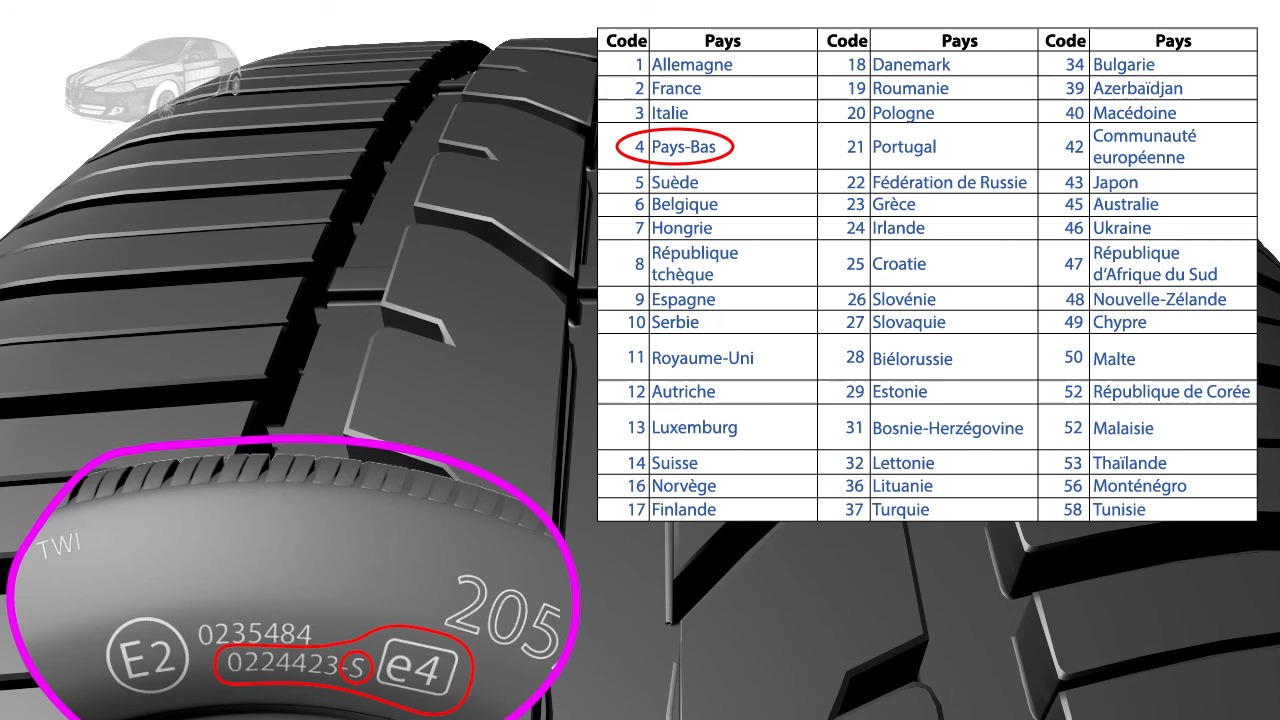 Code Pays Code Pays Code Pays
1 Allemagne 18 Danemark 34 Bulgarie
2 France 19 Roumanie 39 Azerbaïdjan
3 Italie 20 Pologne 40 Macédoine
4 Pays-Bas 21 Portugal 42 Communauté
européenne
5 Suède 22 Fédération de Russie 43 Japon
6 Belgique 23 Grèce 45 Australie
7 Hongrie 24 Irlande 46 Ukraine
8 République 25 Croatie 47 République
tchèque d’Afrique du Sud
9 Espagne 26 Slovénie 48 Nouvelle-Zélande
10 Serbie 27 Slovaquie 49 Chypre
11 Royaume-Uni 28 Biélorussie 50 Malte
12 Autriche 29 Estonie 52 République de Corée
13 Luxemburg 31 Bosnie-Herzégovine 52 Malaisie
14 Suisse 32 Lettonie 53 Thaïlande
16 Norvège 36 Lituanie 56 Monténégro
17 Finlande 37 Turquie 58 Tunisie
TWI
205
E2 0235484
0224423-S e4